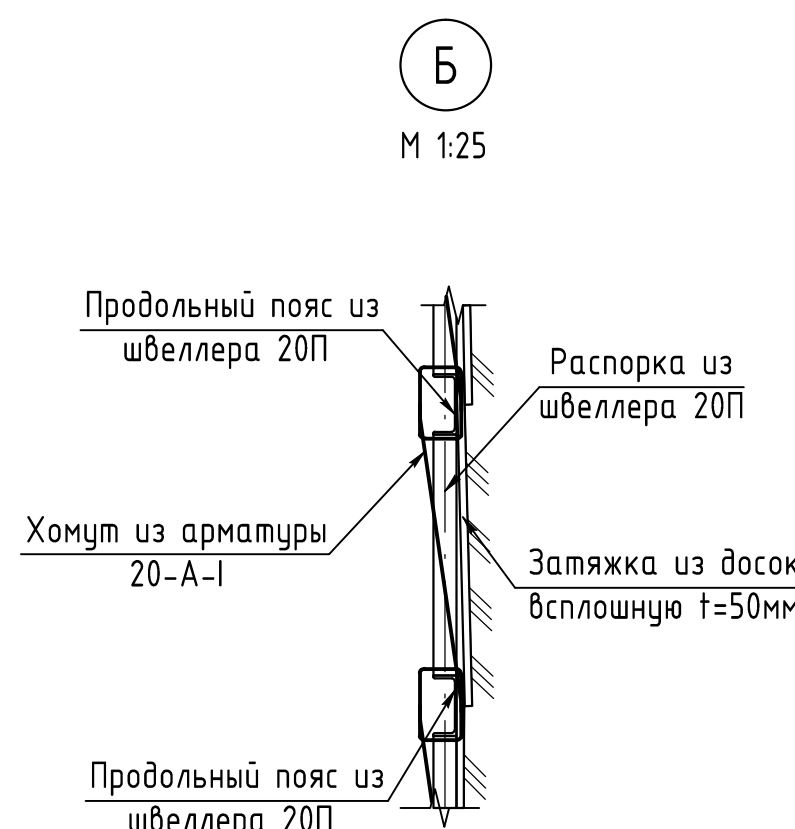 Б
М 1:25
Продольный пояс из
швеллера 20П
Распорка из
швеллера 20П
Хомут из арматуры
20-А-I
Затяжка из досок
всплошную t=50мм
Продольный пояс из
швеллера 20П